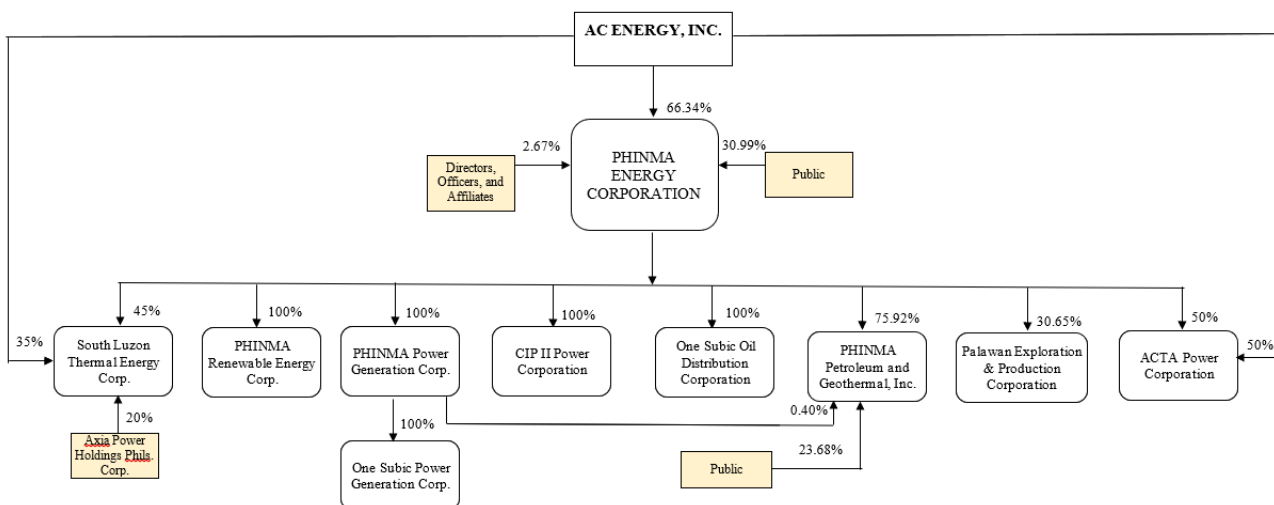 AC ENERGY, INC.
66.34%
2.67%
30.99%
Directors,
Officers, and
Affiliates
PHINMA
ENERGY
CORPORATION
Public
45%
100%
100%
100%
100%
75.92%
30.65%
50%
35%
South Luzon
Thermal Energy
Corp.
PHINMA
Renewable Energy
Corp.
PHINMA Power
Generation Corp.
CIP II Power
Corporation
One Subic Oil
Distribution
Corporation
PHINMA
Petroleum and
Geothermal, Inc.
Palawan Exploration
& Production
Corporation
ACTA Power
Corporation
50%
20%
100%
0.40%
Axia Power
Holdings Phils.
Corp.
One Subic Power
Generation Corp.
Public
23.68%